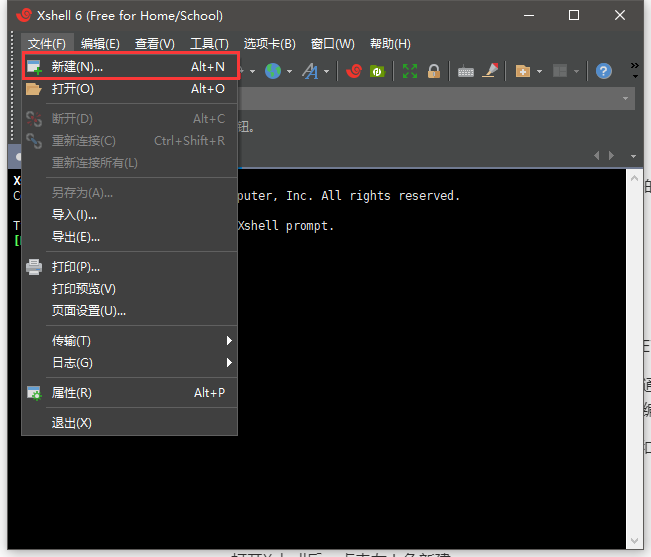 Xshell 6 (Free for Home/School)
文件(F) 编辑(E) 查看(V) 工具(T) 选项卡(B) 窗口(W) 帮助(H)
新建(N)... Alt+N
打开(O) Alt+O
断开(D) Alt+C
钮。
重新连接(C) Ctrl+Shift+R
重新连接所有(L)
另存为(A)...
puter, Inc. All rights reserved.
导入(I)...
Xshell prompt.
导出(E)...
打印(P)...
打印预览(V)
页面设置(U)...
传输(T)
日志(G)
属性(R) Alt+P
退出(X)